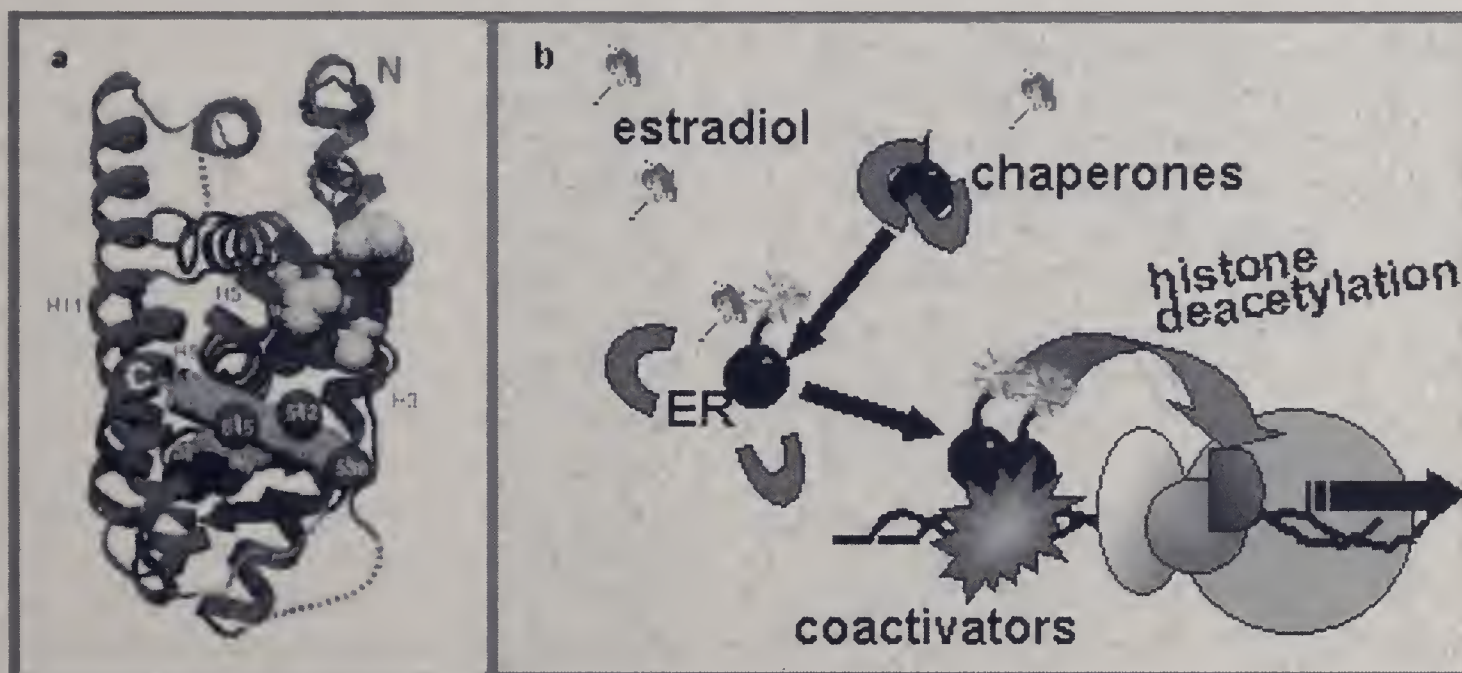 a
N
H11
H5
C
H3
b
estradiol
chaperones
ER
histone
deacetylation
coactivators